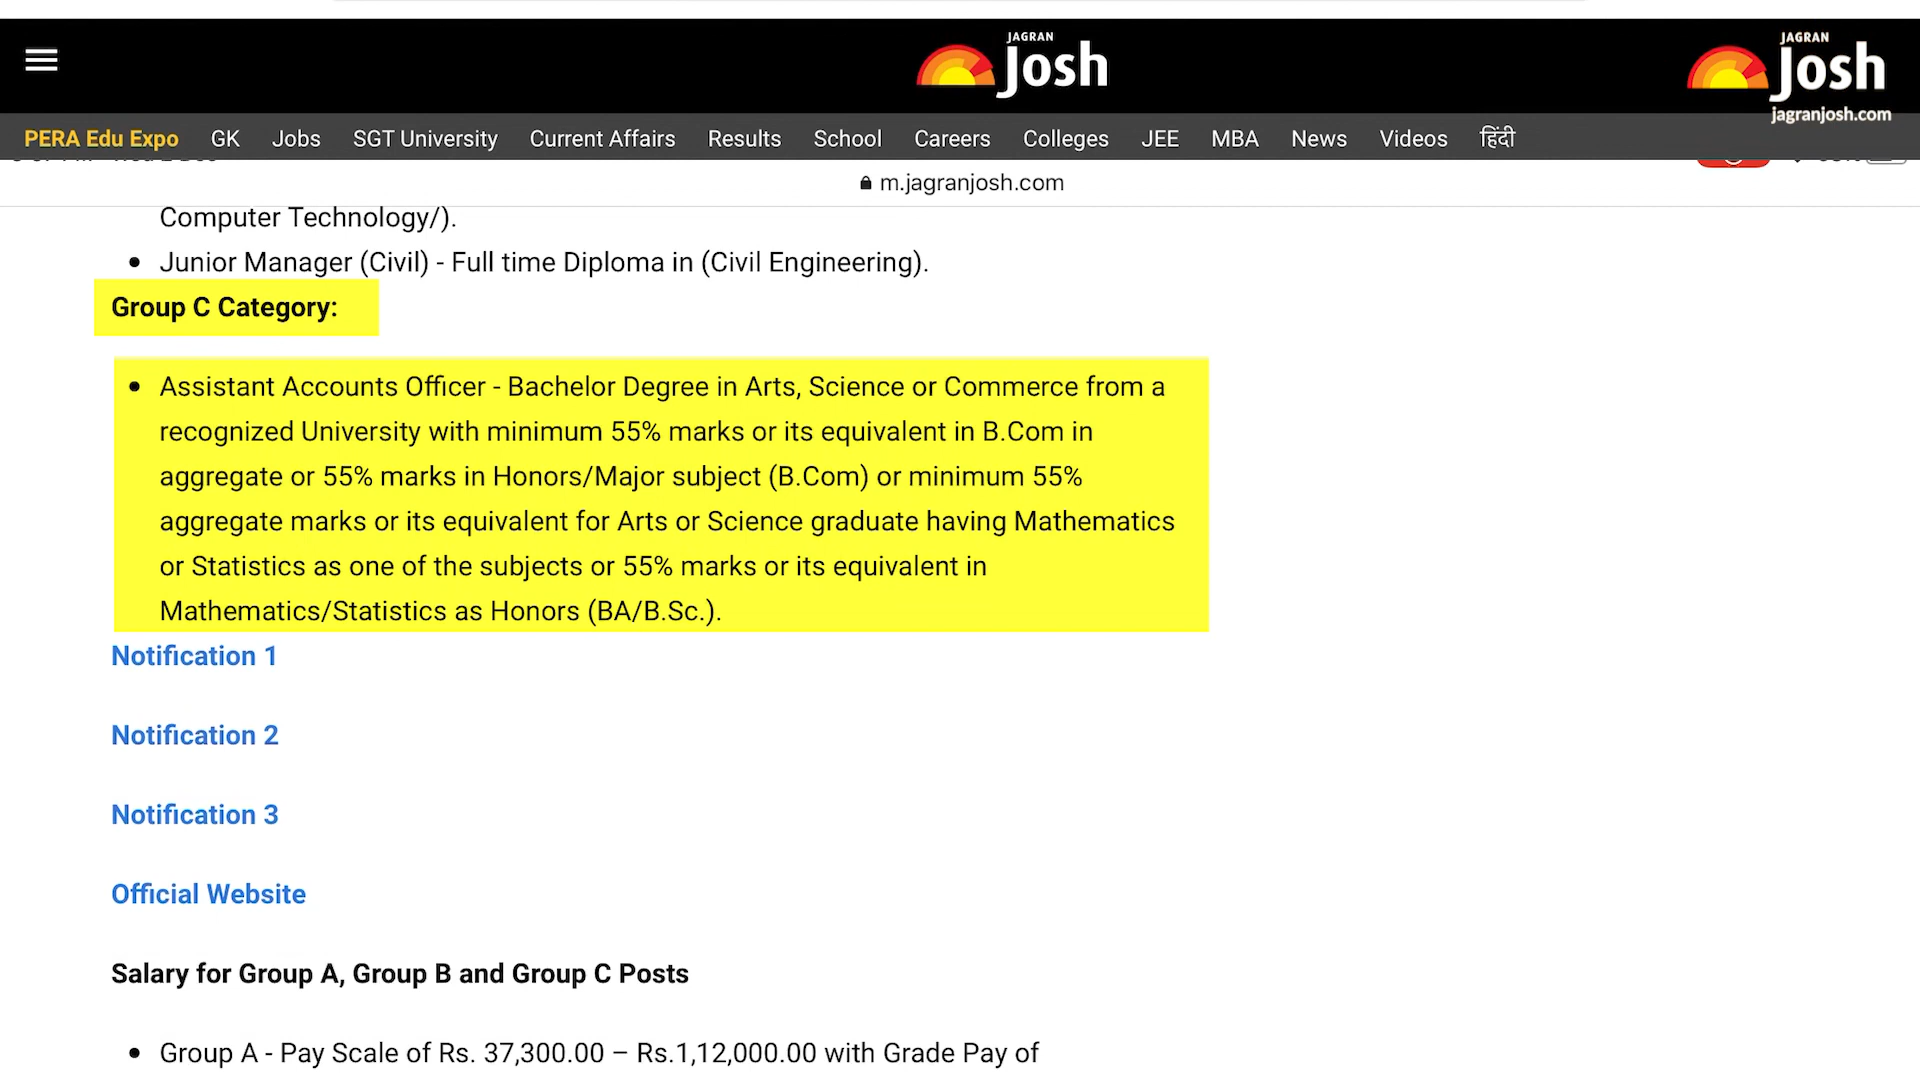 JAGRAN
Josh
JAGRAN
Josh
jagranjosh.com
PERA Edu Expo GK Jobs SGT University Current Affairs Results School Careers Colleges JEE MBA News Videos हिंदी
m.jagranjosh.com
Computer Technology/).
• Junior Manager (Civil) - Full time Diploma in (Civil Engineering).
Group C Category:
• Assistant Accounts Officer - Bachelor Degree in Arts, Science or Commerce from a
recognized University with minimum 55% marks or its equivalent in B.Com in
aggregate or 55% marks in Honors/Major subject (B.Com) or minimum 55%
aggregate marks or its equivalent for Arts or Science graduate having Mathematics
or Statistics as one of the subjects or 55% marks or its equivalent in
Mathematics/Statistics as Honors (BA/B.Sc.).
Notification 1
Notification 2
Notification 3
Official Website
Salary for Group A, Group B and Group C Posts
• Group A - Pay Scale of Rs. 37,300.00 – Rs.1,12,000.00 with Grade Pay of